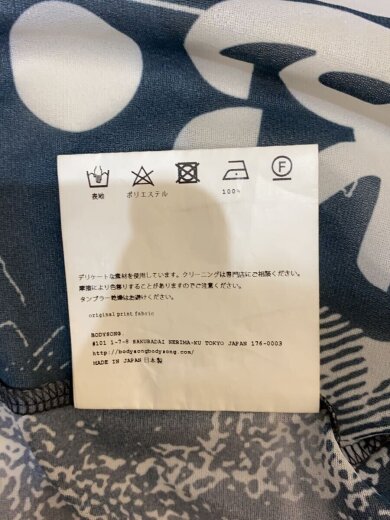 F
表地 ポリエステル 100%
デリケートな素材を使用しています。クリーニングは専門店にご相談ください。
摩擦により色移りすることがありますのでご注意ください。
タンブラー乾燥はお避けください。
original print fabric
BODYSONG.
#101 1-7-8 SAKURADAI NERIMA-KU TOKYO JAPAN 176-0003
http://bodysongbodysong.com/
MADE IN JAPAN 日本製